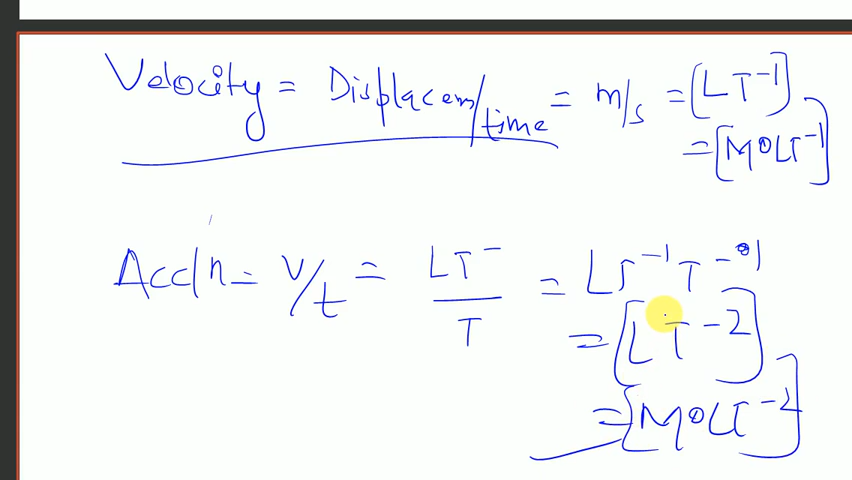 Velocity = Displacem/time = m/s = [LT⁻¹]
= [M⁰LT⁻¹]
Accln = v/t = LT⁻/T = LT⁻¹T⁻¹
= [LT⁻²]
= [M⁰LT⁻²]